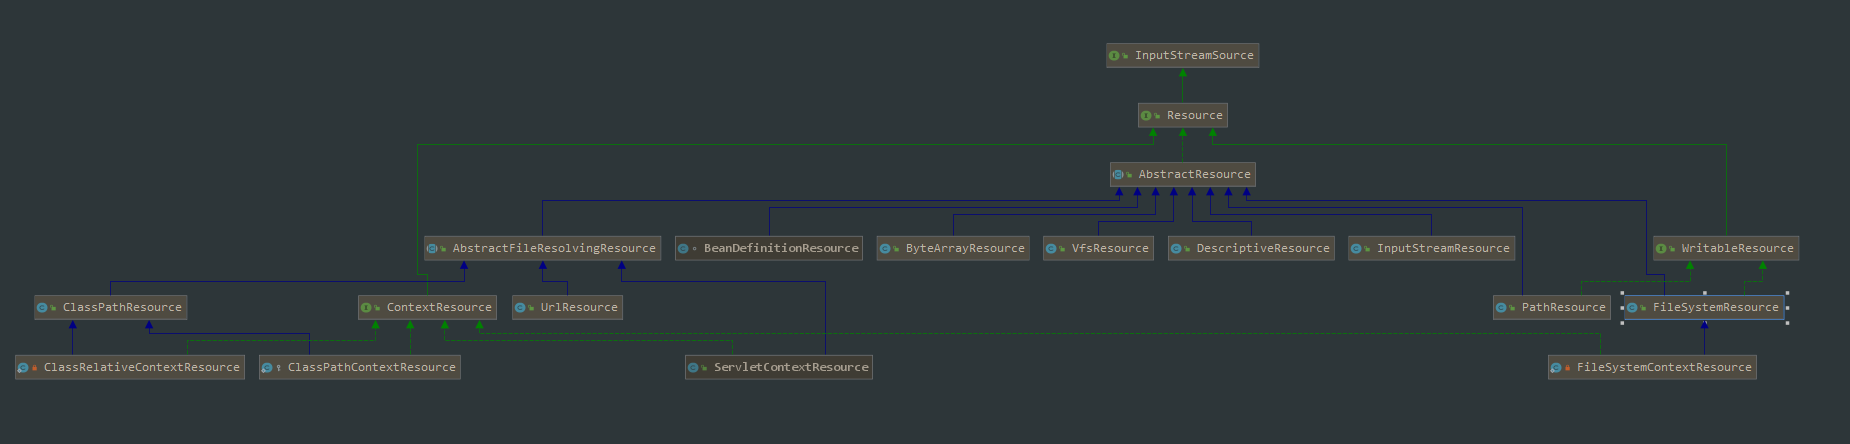 InputStreamSource
Resource
AbstractResource
AbstractFileResolvingResource
BeanDefinitionResource
ByteArrayResource
VfsResource
DescriptiveResource
InputStreamResource
WritableResource
ClassPathResource
ContextResource
UrlResource
PathResource
FileSystemResource
ClassRelativeContextResource
ClassPathContextResource
ServletContextResource
FileSystemContextResource